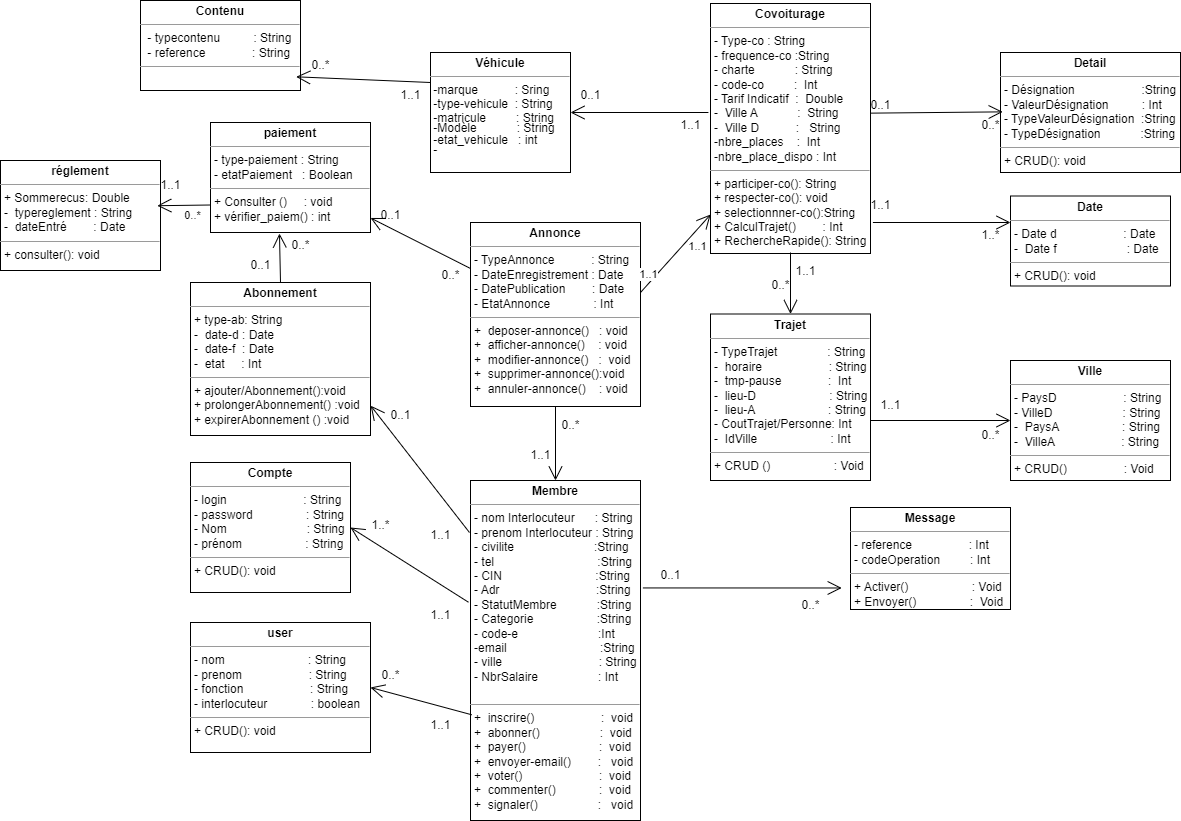 Contenu
- typecontenu : String
- reference : String
0..*
1..1
Véhicule
-marque : Sring
-type-vehicule : String
-matricule : String
-Modele : String
-etat_vehicule : int
-
0..1
1..1
Covoiturage
- Type-co : String
- frequence-co :String
- charte : String
- code-co : Int
- Tarif Indicatif : Double
- Ville A : String
- Ville D : String
-nbre_places : Int
-nbre_place_dispo : Int
+ participer-co(): String
+ respecter-co(): void
+ selectionnner-co():String
+ CalculTrajet() : Int
+ RechercheRapide(): String
0..1
0..*
Detail
- Désignation :String
- ValeurDésignation : Int
- TypeValeurDésignation :String
- TypeDésignation :String
+ CRUD(): void
1..1
1..*
Date
- Date d : Date
- Date f : Date
+ CRUD(): void
paiement
- type-paiement : String
- etatPaiement : Boolean
+ Consulter () : void
+ vérifier_paiem() : int
réglement
+ Sommerecus: Double
- typereglement : String
- dateEntré : Date
+ consulter(): void
1..1
0..*
0..1
0..*
0..*
0..1
Annonce
- TypeAnnonce : String
- DateEnregistrement : Date
- DatePublication : Date
- EtatAnnonce : Int
+ deposer-annonce() : void
+ afficher-annonce() : void
+ modifier-annonce() : void
+ supprimer-annonce():void
+ annuler-annonce() : void
1..1
1..1
Abonnement
+ type-ab: String
- date-d : Date
- date-f : Date
- etat : Int
+ ajouter/Abonnement():void
+ prolongerAbonnement() :void
+ expirerAbonnement () :void
0..1
1..1
1..1
0..*
Trajet
- TypeTrajet : String
- horaire : String
- tmp-pause : Int
- lieu-D : String
- lieu-A : String
- CoutTrajet/Personne: Int
- IdVille : Int
+ CRUD () : Void
1..1
0..*
Ville
- PaysD : String
- VilleD : String
- PaysA : String
- VilleA : String
+ CRUD() : Void
0..*
1..1
Compte
- login : String
- password : String
- Nom : String
- prénom : String
+ CRUD(): void
1..*
1..1
Membre
- nom Interlocuteur : String
- prenom Interlocuteur : String
- civilite :String
- tel :String
- CIN :String
- Adr :String
- StatutMembre :String
- Categorie :String
- code-e :Int
-email :String
- ville : String
- NbrSalaire : Int
+ inscrire() : void
+ abonner() : void
+ payer() : void
+ envoyer-email() : void
+ voter() : void
+ commenter() : void
+ signaler() : void
0..1
0..*
Message
- reference : Int
- codeOperation : Int
+ Activer() : Void
+ Envoyer() : Void
user
- nom : String
- prenom : String
- fonction : String
- interlocuteur : boolean
+ CRUD(): void
0..*
1..1